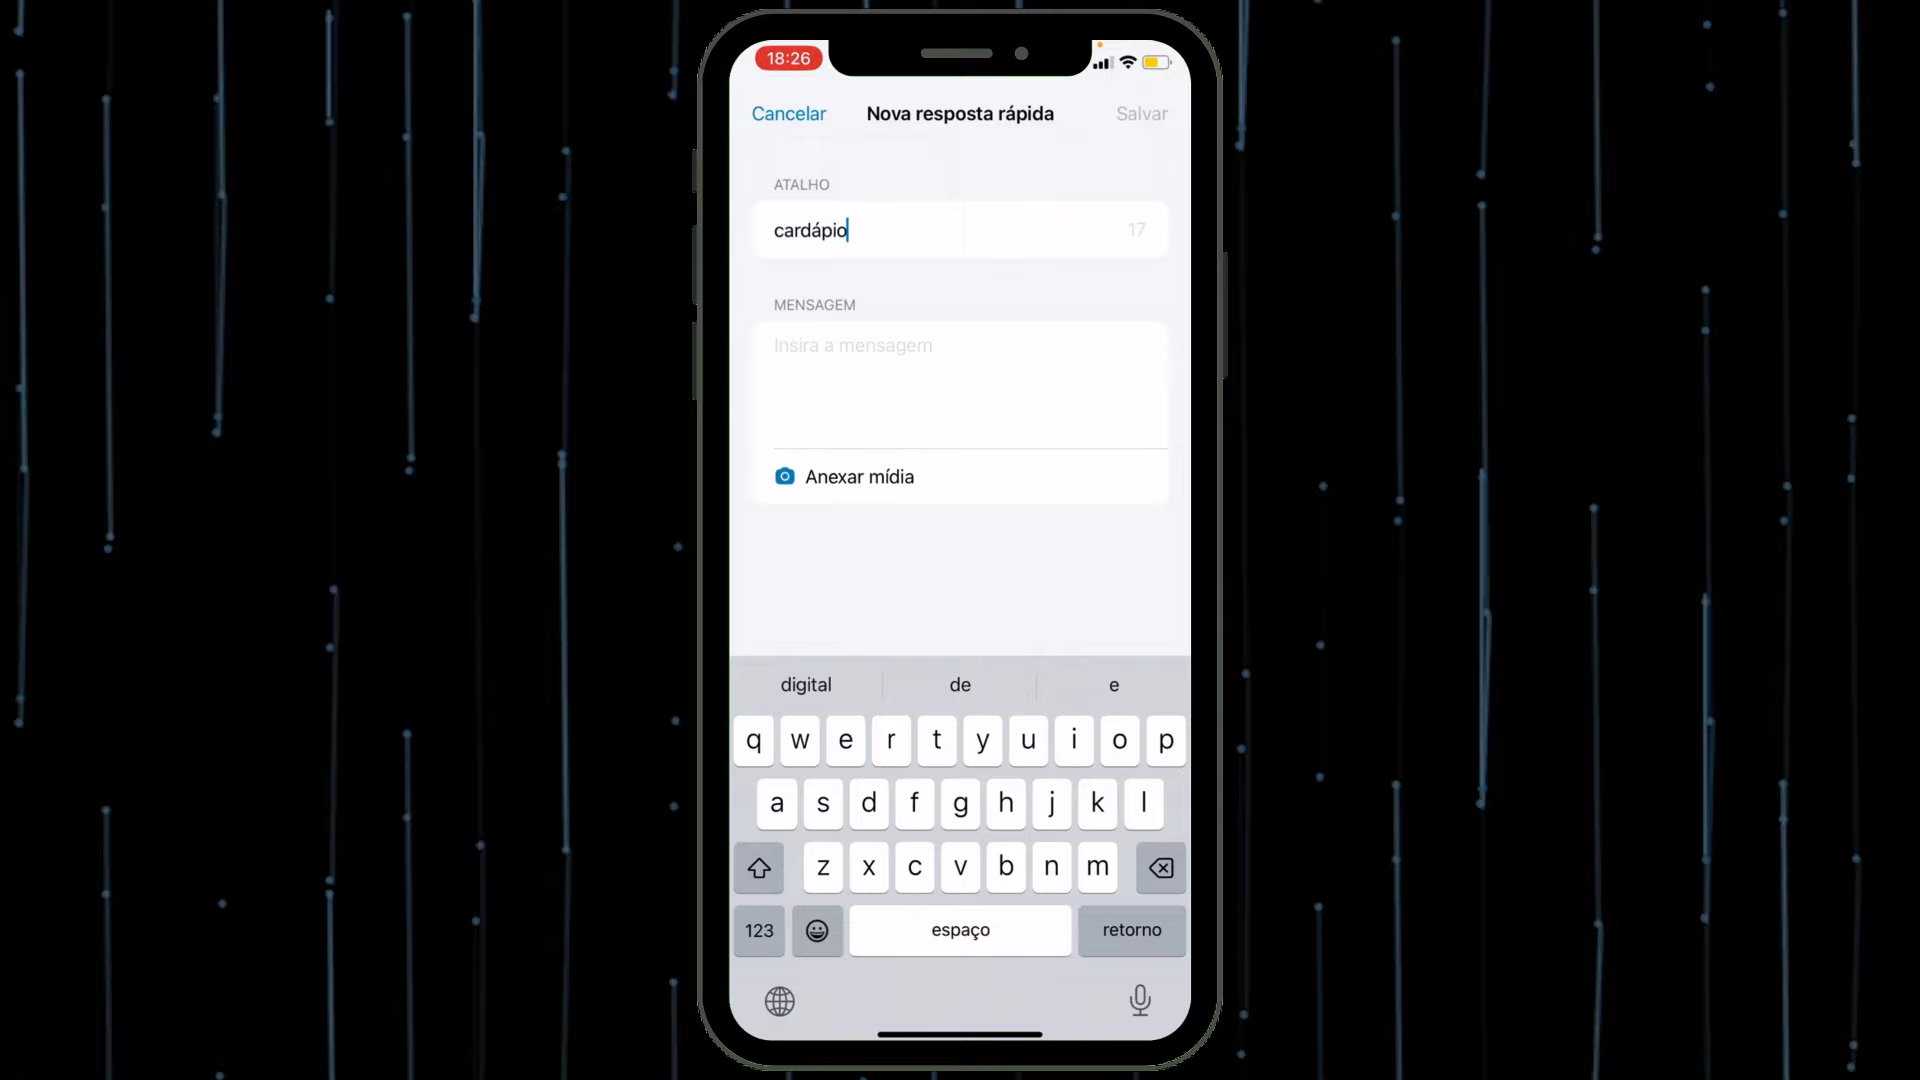 18:26
Cancelar Nova resposta rápida Salvar
ATALHO
cardápio 17
MENSAGEM
Insira a mensagem
Anexar mídia
digital de e
q w e r t y u i o p
a s d f g h j k l
z x c v b n m
123 espaço retorno